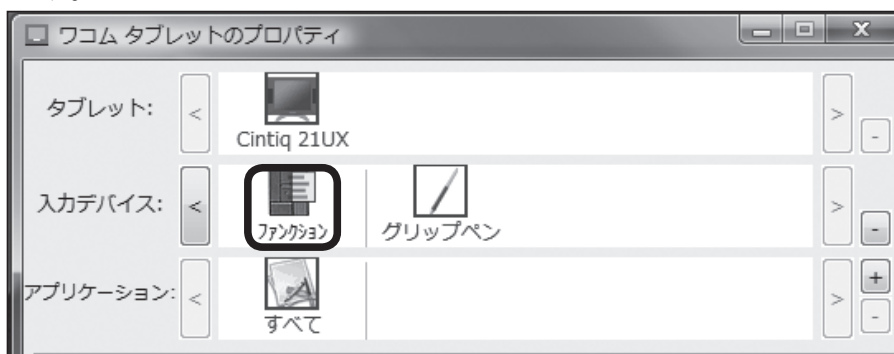 ワコム タブレットのプロパティ
タブレット:
Cintiq 21UX
入力デバイス:
ファンクション
グリップペン
アプリケーション:
すべて